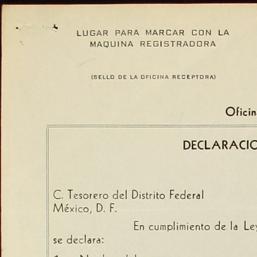 LUGAR PARA MARCAR CON LA
MAQUINA REGISTRADORA
(SELLO DE LA OFICINA RECEPTORA)
Oficin
DECLARACIO
C. Tesorero del Distrito Federal
México, D. F.
En cumplimiento de la Ley
se declara: